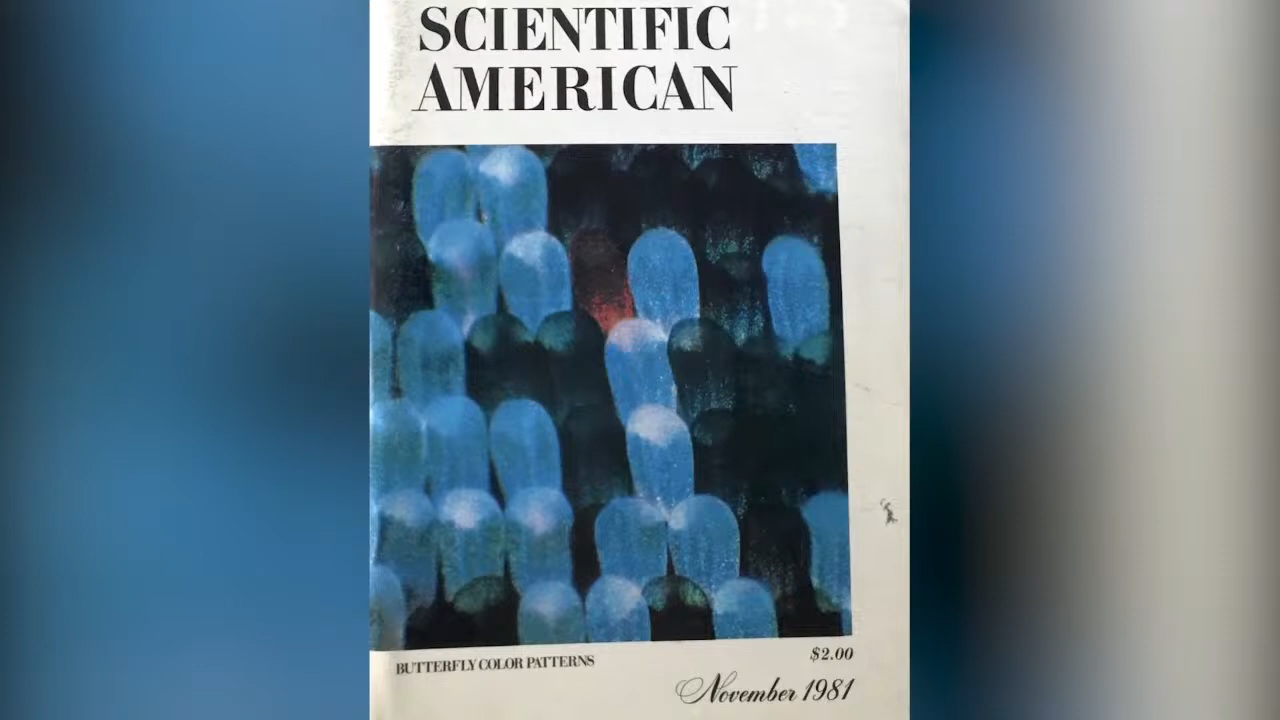 SCIENTIFIC
AMERICAN
BUTTERFLY COLOR PATTERNS
$2.00
November 1981